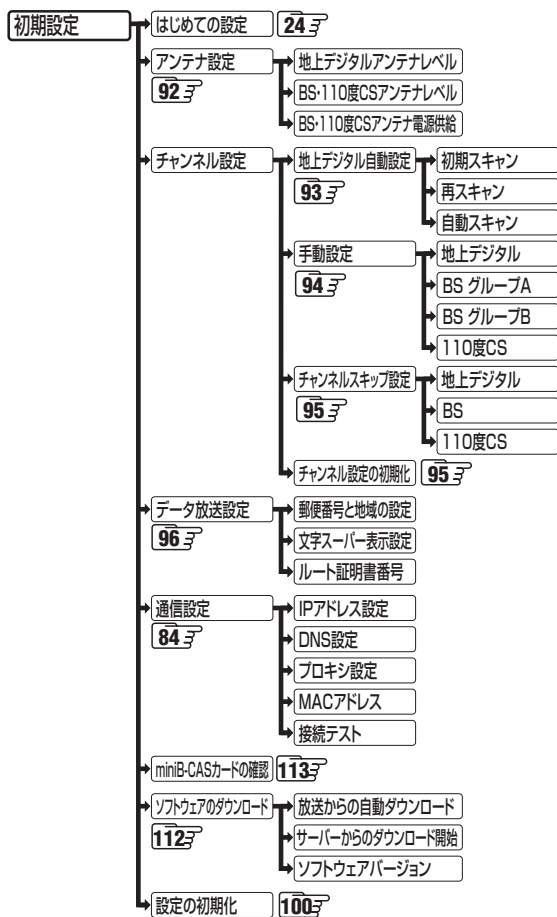 初期設定
はじめての設定 24
アンテナ設定
92
地上デジタルアンテナレベル
BS・110度CSアンテナレベル
BS・110度CSアンテナ電源供給
チャンネル設定
地上デジタル自動設定
93
初期スキャン
再スキャン
自動スキャン
手動設定
94
地上デジタル
BS グループA
BS グループB
110度CS
チャンネルスキップ設定
95
地上デジタル
BS
110度CS
チャンネル設定の初期化 95
データ放送設定
96
郵便番号と地域の設定
文字スーパー表示設定
ルート証明書番号
通信設定
84
IPアドレス設定
DNS設定
プロキシ設定
MACアドレス
接続テスト
miniB-CASカードの確認 113
ソフトウェアのダウンロード
112
放送からの自動ダウンロード
サーバーからのダウンロード開始
ソフトウェアバージョン
設定の初期化 100